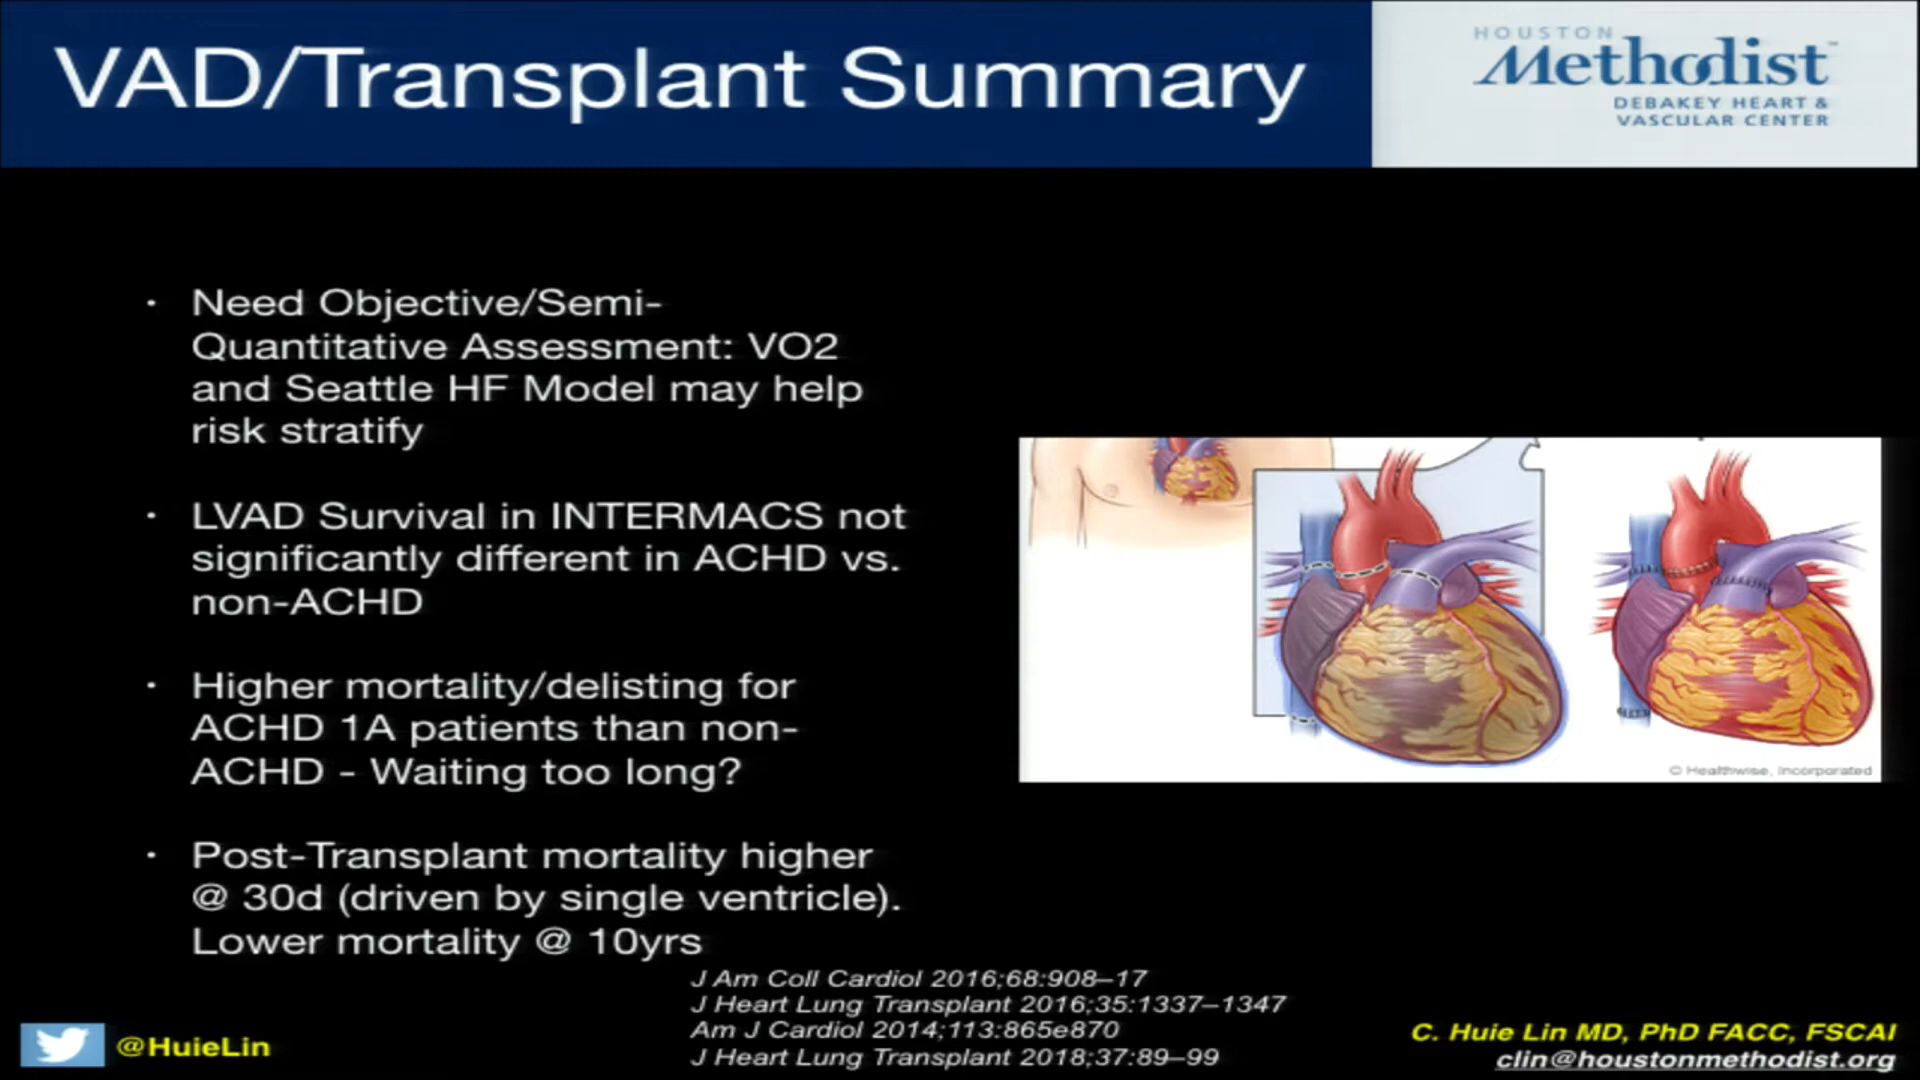 VAD/Transplant Summary
HOUSTON
Methodist
DEBAKEY HEART &
VASCULAR CENTER
· Need Objective/Semi-
Quantitative Assessment: VO2
and Seattle HF Model may help
risk stratify
· LVAD Survival in INTERMACS not
significantly different in ACHD vs.
non-ACHD
· Higher mortality/delisting for
ACHD 1A patients than non-
ACHD - Waiting too long?
· Post-Transplant mortality higher
@ 30d (driven by single ventricle).
Lower mortality @ 10yrs
© Healthwise, Incorporated
J Am Coll Cardiol 2016;68:908–17
J Heart Lung Transplant 2016;35:1337–1347
Am J Cardiol 2014;113:865e870
J Heart Lung Transplant 2018;37:89–99
@HuieLin
C. Huie Lin MD, PhD FACC, FSCAI
clin@houstonmethodist.org